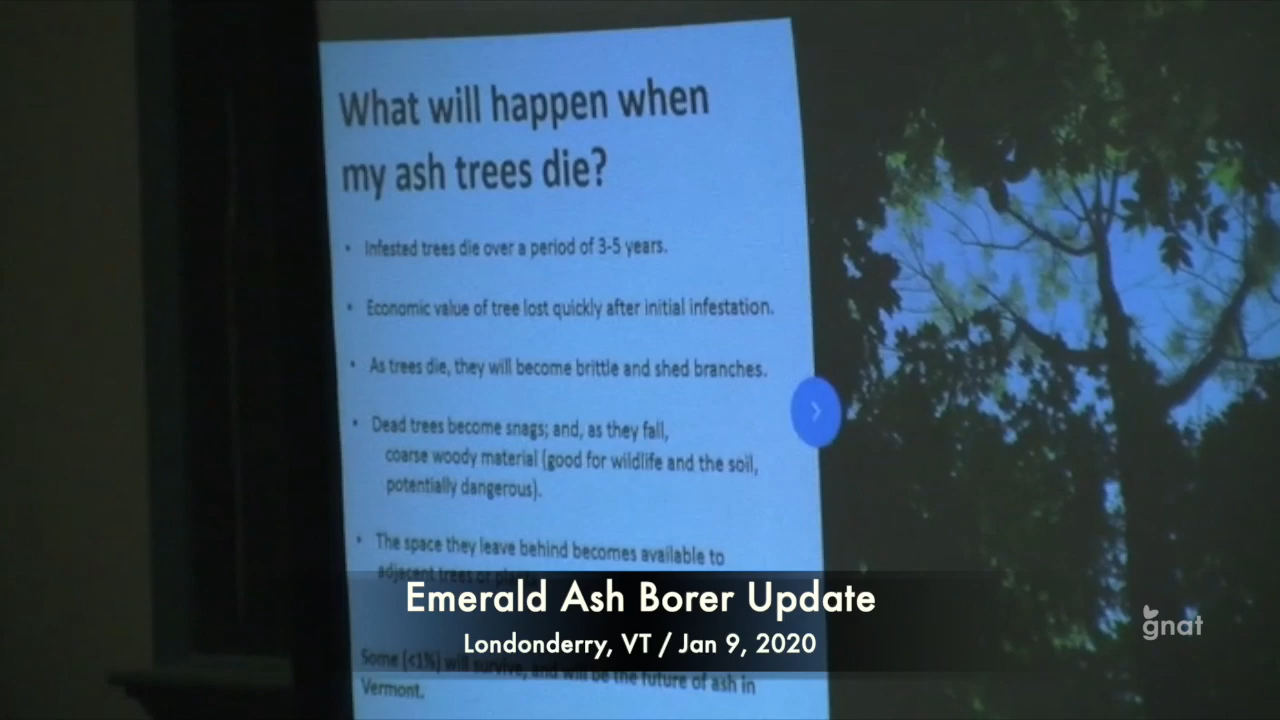 What will happen when
my ash trees die?
• Infested trees die over a period of 3-5 years.
• Economic value of tree lost quickly after initial infestation.
• As trees die, they will become brittle and shed branches.
• Dead trees become snags; and, as they fall,
coarse woody material (good for wildlife and the soil,
potentially dangerous).
• The space they leave behind becomes available to
adjacent trees or
Emerald Ash Borer Update
Londonderry, VT / Jan 9, 2020
gnat
Some (<1%) will survive, and will be the future of ash in
Vermont.